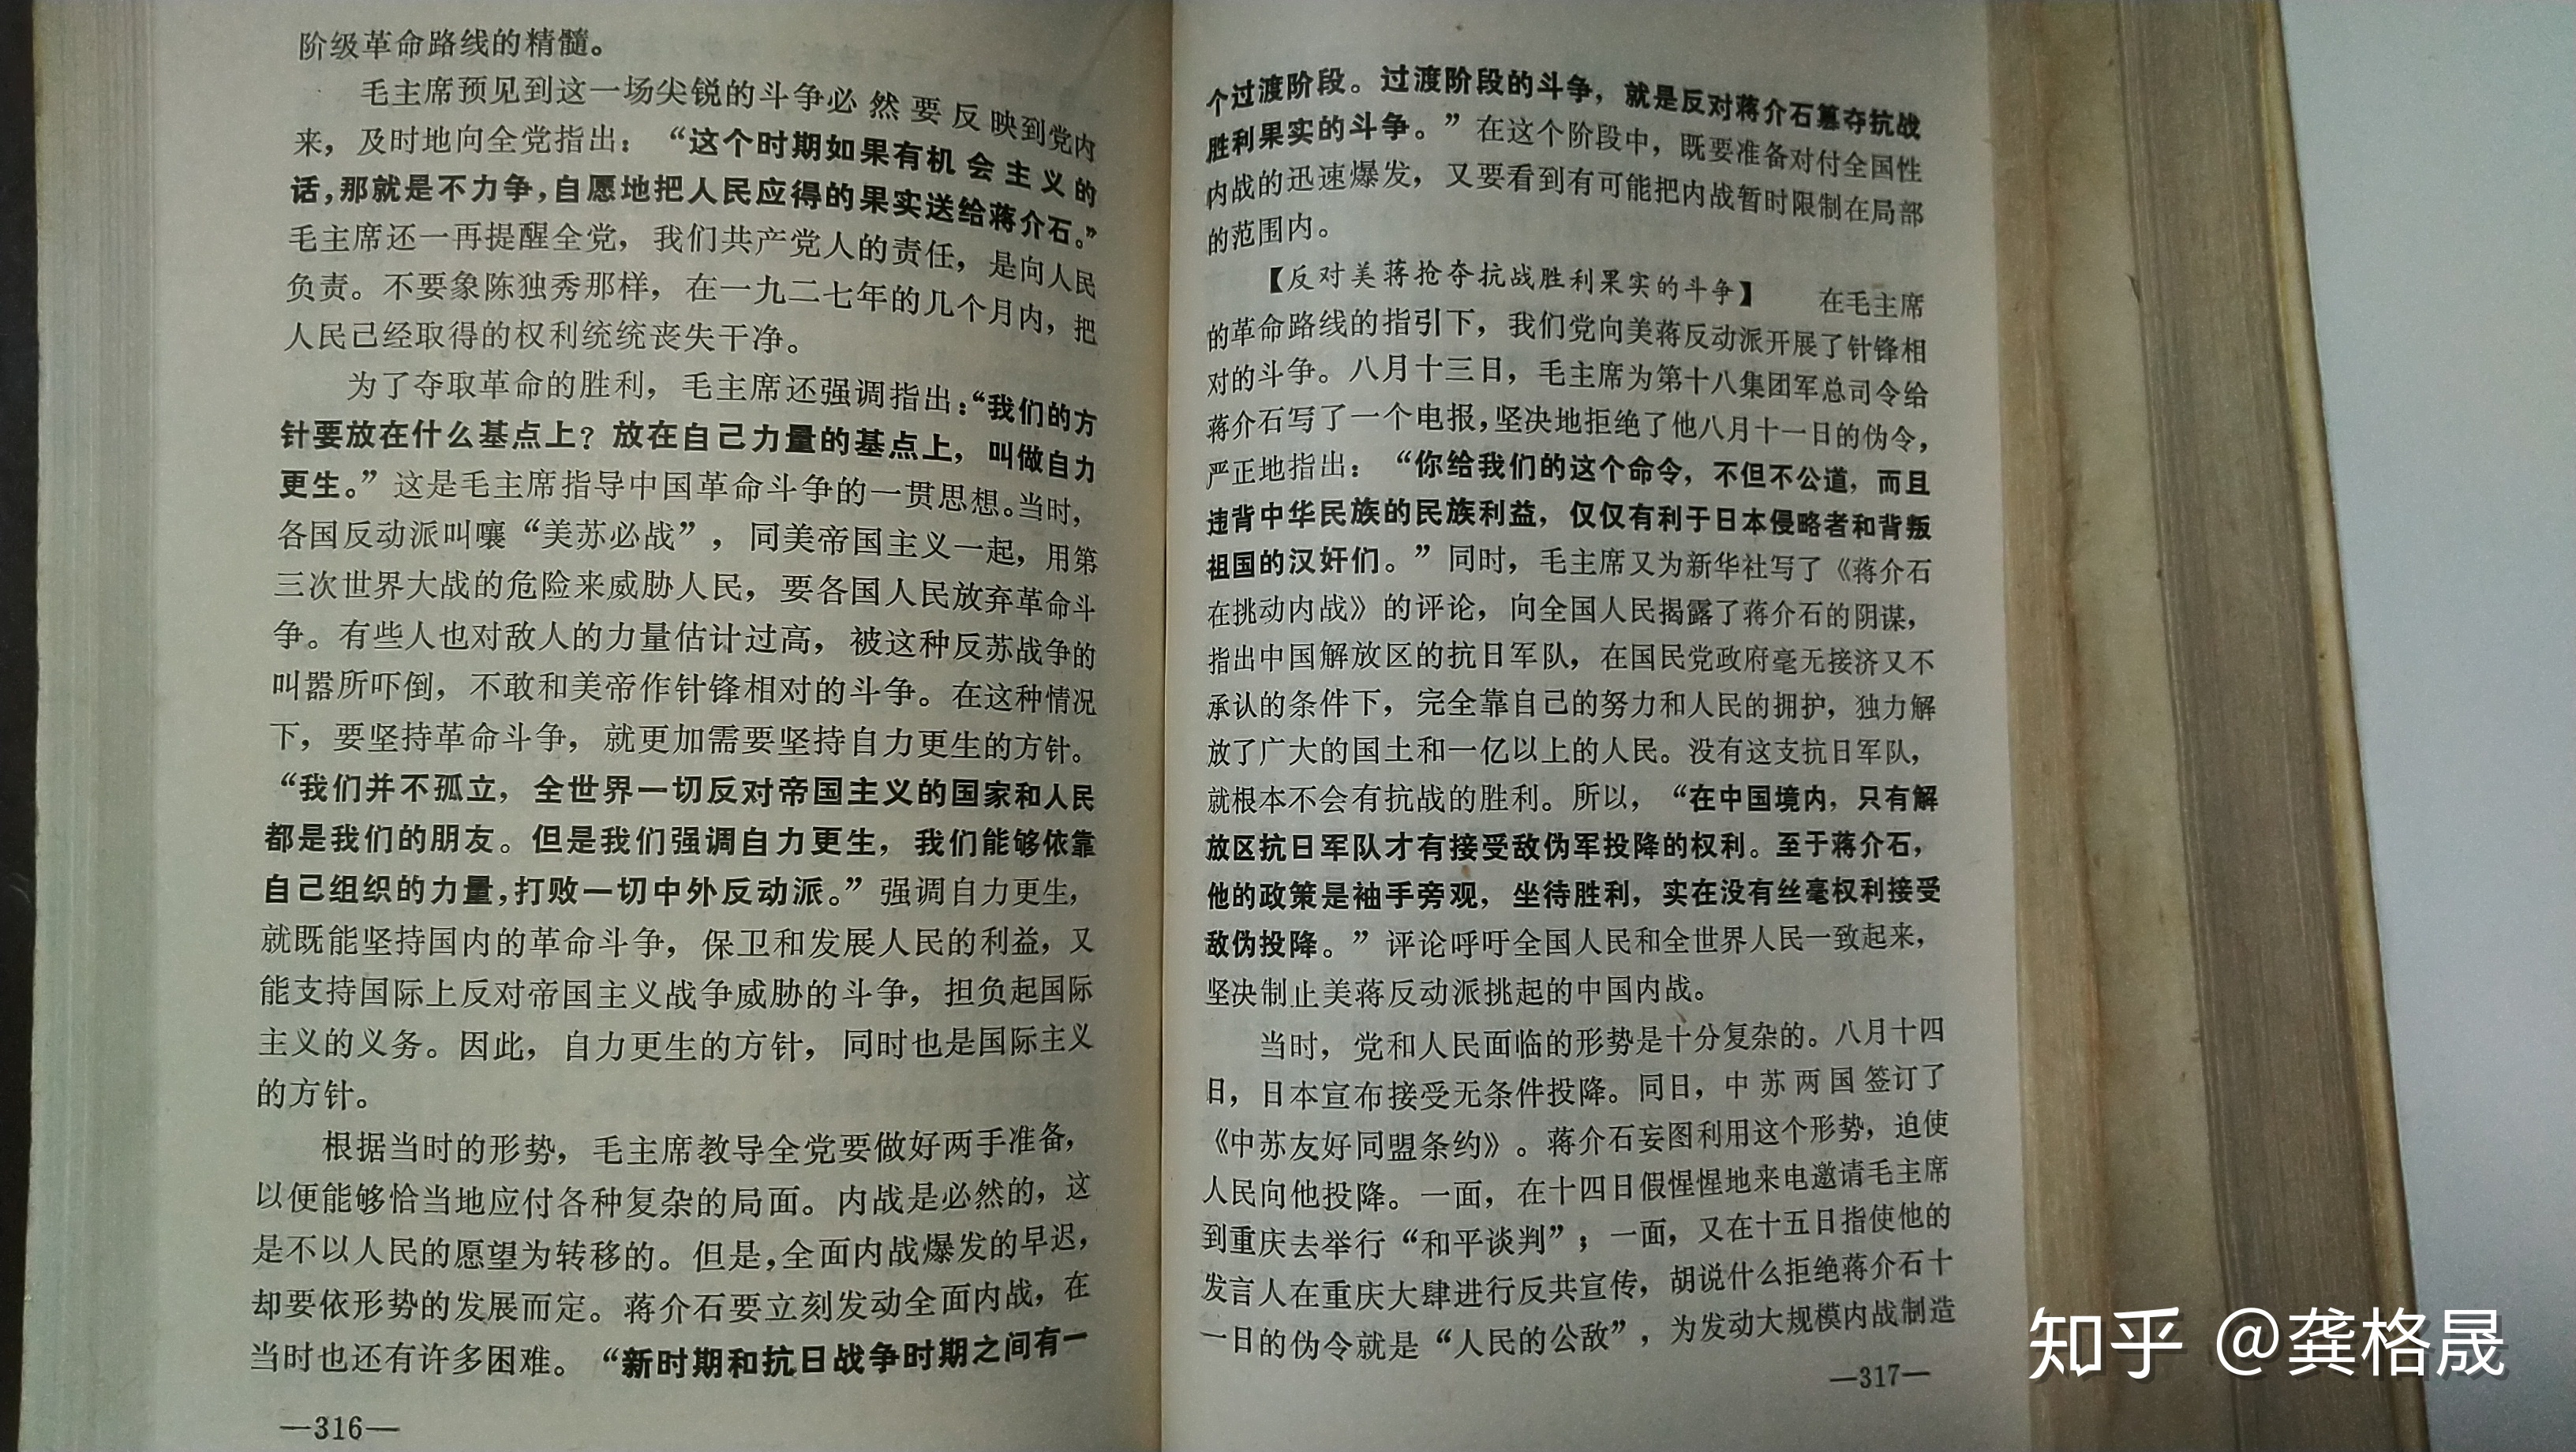 阶级革命路线的精髓。
毛主席预见到这一场尖锐的斗争必然要反映到党内
来，及时地向全党指出：“这个时期如果有机会主义的
话，那就是不力争，自愿地把人民应得的果实送给蒋介石。”
毛主席还一再提醒全党，我们共产党人的责任，是向人民
负责。不要象陈独秀那样，在一九二七年的几个月内，把
人民已经取得的权利统统丧失干净。
为了夺取革命的胜利，毛主席还强调指出：“我们的方
针要放在什么基点上？放在自己力量的基点上，叫做自力
更生。”这是毛主席指导中国革命斗争的一贯思想。当时，
各国反动派叫嚷“美苏必战”，同美帝国主义一起，用第
三次世界大战的危险来威胁人民，要各国人民放弃革命斗
争。有些人也对敌人的力量估计过高，被这种反苏战争的
叫嚣所吓倒，不敢和美帝作针锋相对的斗争。在这种情况
下，要坚持革命斗争，就更加需要坚持自力更生的方针。
“我们并不孤立，全世界一切反对帝国主义的国家和人民
都是我们的朋友。但是我们强调自力更生，我们能够依靠
自己组织的力量，打败一切中外反动派。”强调自力更生，
就既能坚持国内的革命斗争，保卫和发展人民的利益，又
能支持国际上反对帝国主义战争威胁的斗争，担负起国际
主义的义务。因此，自力更生的方针，同时也是国际主义
的方针。
根据当时的形势，毛主席教导全党要做好两手准备，
以便能够恰当地应付各种复杂的局面。内战是必然的，这
是不以人民的愿望为转移的。但是，全面内战爆发的早迟，
却要依形势的发展而定。蒋介石要立刻发动全面内战，在
当时也还有许多困难。“新时期和抗日战争时期之间有一
—316—
个过渡阶段。过渡阶段的斗争，就是反对蒋介石篡夺抗战
胜利果实的斗争。”在这个阶段中，既要准备对付全国性
内战的迅速爆发，又要看到有可能把内战暂时限制在局部
的范围内。
【反对美蒋抢夺抗战胜利果实的斗争】 在毛主席
的革命路线的指引下，我们党向美蒋反动派开展了针锋相
对的斗争。八月十三日，毛主席为第十八集团军总司令给
蒋介石写了一个电报，坚决地拒绝了他八月十一日的伪令，
严正地指出：“你给我们的这个命令，不但不公道，而且
违背中华民族的民族利益，仅仅有利于日本侵略者和背叛
祖国的汉奸们。”同时，毛主席又为新华社写了《蒋介石
在挑动内战》的评论，向全国人民揭露了蒋介石的阴谋，
指出中国解放区的抗日军队，在国民党政府毫无接济又不
承认的条件下，完全靠自己的努力和人民的拥护，独力解
放了广大的国土和一亿以上的人民。没有这支抗日军队，
就根本不会有抗战的胜利。所以，“在中国境内，只有解
放区抗日军队才有接受敌伪军投降的权利。至于蒋介石，
他的政策是袖手旁观，坐待胜利，实在没有丝毫权利接受
敌伪投降。”评论呼吁全国人民和全世界人民一致起来，
坚决制止美蒋反动派挑起的中国内战。
当时，党和人民面临的形势是十分复杂的。八月十四
日，日本宣布接受无条件投降。同日，中苏两国签订了
《中苏友好同盟条约》。蒋介石妄图利用这个形势，迫使
人民向他投降。一面，在十四日假惺惺地来电邀请毛主席
到重庆去举行“和平谈判”；一面，又在十五日指使他的
发言人在重庆大肆进行反共宣传，胡说什么拒绝蒋介石十
一日的伪令就是“人民的公敌”，为发动大规模内战制造
—317—
知乎 @龚格晟